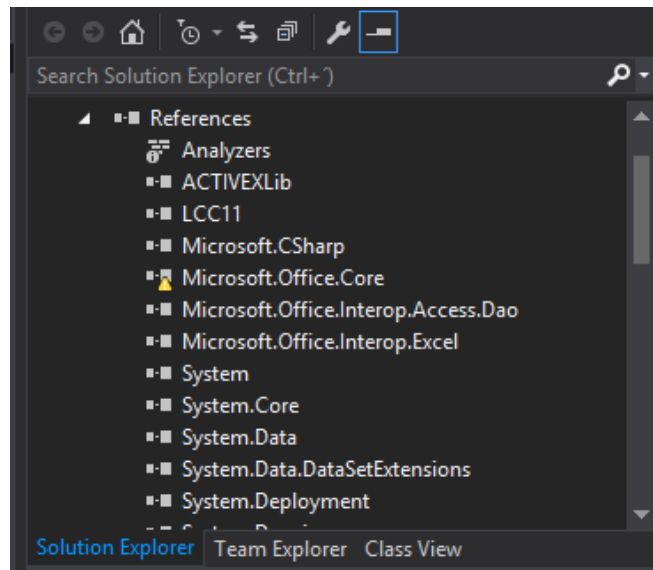 Search Solution Explorer (Ctrl+´)
References
Analyzers
ACTIVEXLib
LCC11
Microsoft.CSharp
Microsoft.Office.Core
Microsoft.Office.Interop.Access.Dao
Microsoft.Office.Interop.Excel
System
System.Core
System.Data
System.Data.DataSetExtensions
System.Deployment
Solution Explorer Team Explorer Class View